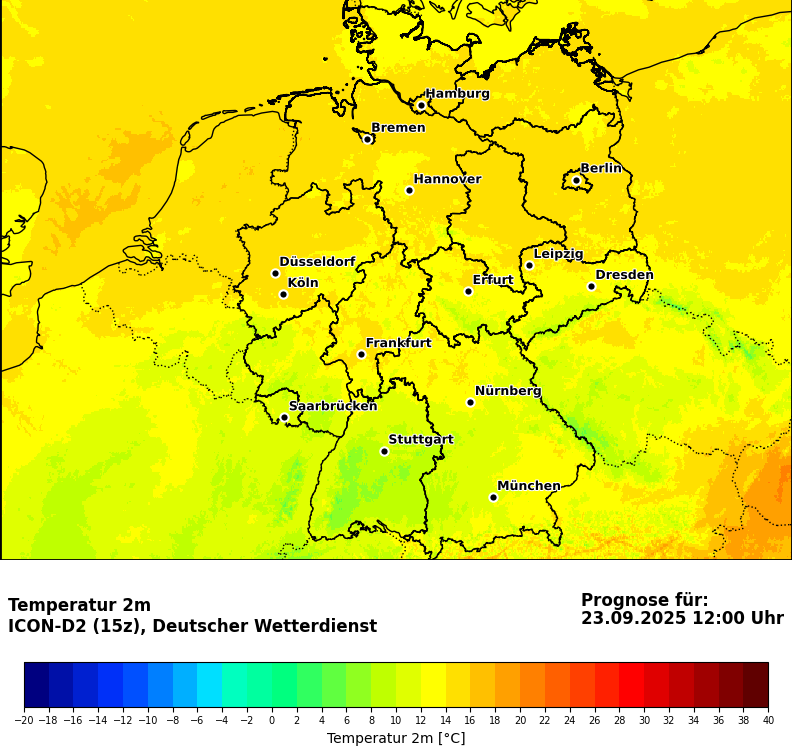 Hamburg
Bremen
Berlin
Hannover
Düsseldorf
Köln
Leipzig
Dresden
Erfurt
Frankfurt
Nürnberg
Saarbrücken
Stuttgart
München
Temperatur 2m
ICON-D2 (15z), Deutscher Wetterdienst
Prognose für:
23.09.2025 12:00 Uhr
−20 −18 −16 −14 −12 −10 −8 −6 −4 −2 0 2 4 6 8 10 12 14 16 18 20 22 24 26 28 30 32 34 36 38 40
Temperatur 2m [°C]